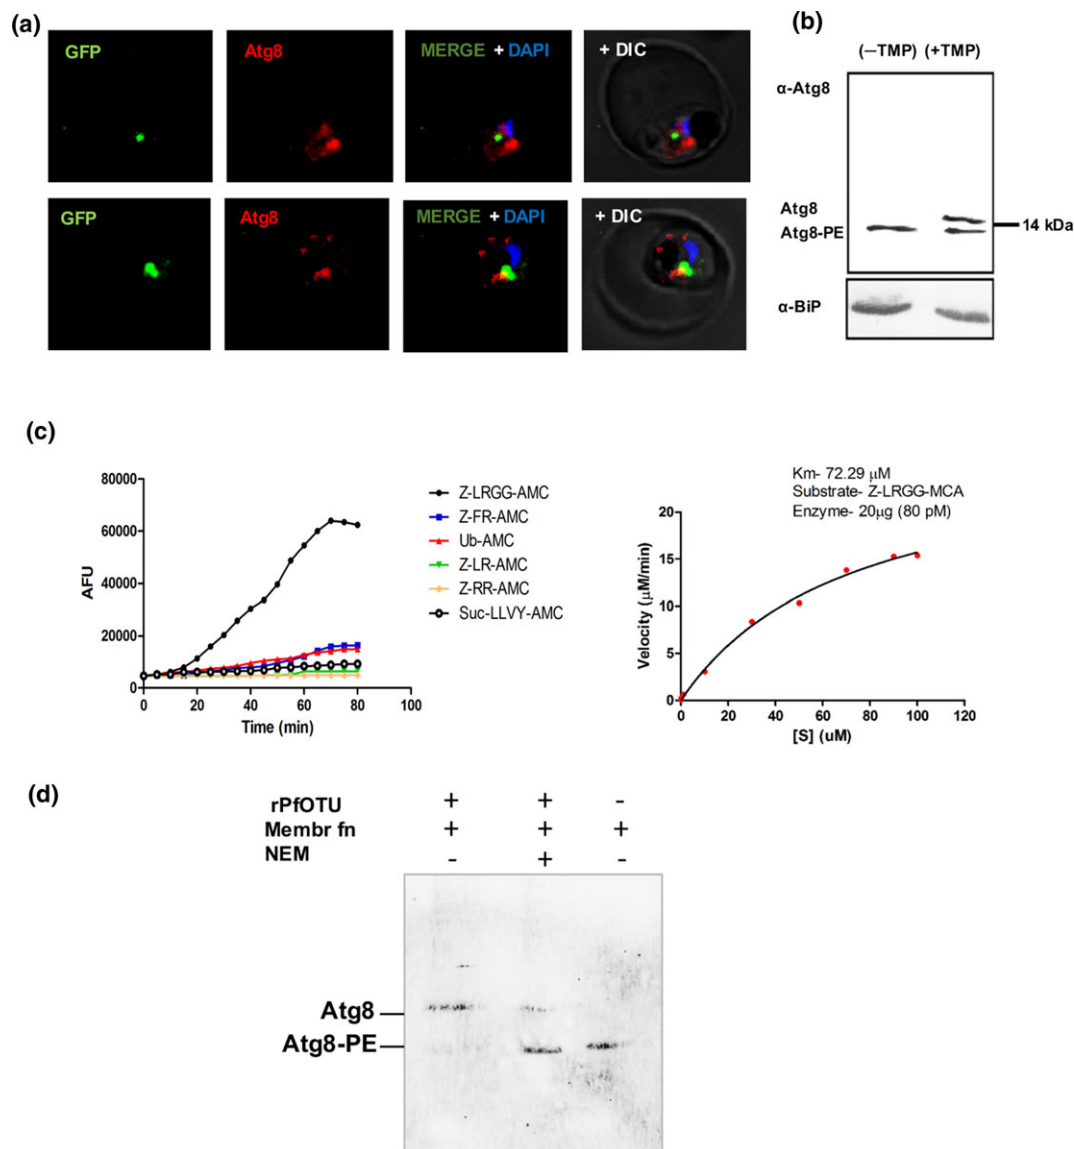 (a)
GFP
Atg8
MERGE + DAPI
+ DIC
GFP
Atg8
MERGE + DAPI
+ DIC
(b)
(—TMP) (+TMP)
α-Atg8
Atg8
Atg8-PE
14 kDa
α-BiP
(c)
80000
60000
40000
20000
0
AFU
0 20 40 60 80 100
Time (min)
Z-LRGG-AMC
Z-FR-AMC
Ub-AMC
Z-LR-AMC
Z-RR-AMC
Suc-LLVY-AMC
Km- 72.29 μM
Substrate- Z-LRGG-MCA
Enzyme- 20μg (80 pM)
20
15
10
5
0
Velocity (μM/min)
0 20 40 60 80 100 120
[S] (uM)
(d)
rPfOTU + + -
Membr fn + + +
NEM - + -
Atg8
Atg8-PE